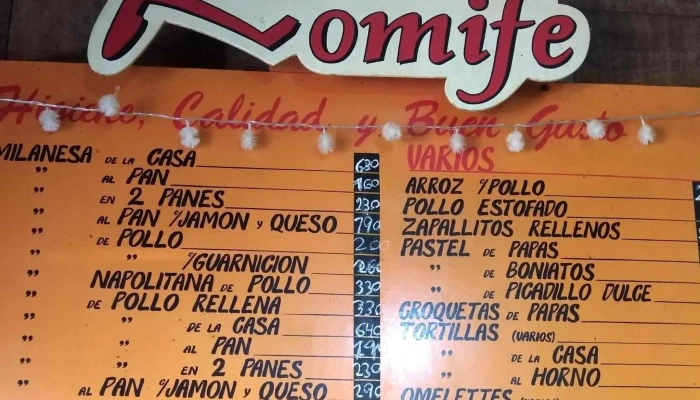 Romife
Higiene, Calidad y Buen Gusto
MILANESA DE LA CASA 680
" AL PAN 160
" EN 2 PANES 230
" AL PAN C/JAMON Y QUESO 190
" DE POLLO 200
" " C/GUARNICION 260
" NAPOLITANA DE POLLO 330
" DE POLLO RELLENA 330
" " DE LA CASA 640
" " AL PAN
" " EN 2 PANES 230
" AL PAN C/JAMON Y QUESO 290
VARIOS
ARROZ C/POLLO
POLLO ESTOFADO
ZAPALLITOS RELLENOS
PASTEL DE PAPAS
" DE BONIATOS
" DE PICADILLO DULCE
CROQUETAS DE PAPAS
TORTILLAS (VARIOS)
" DE LA CASA
" AL HORNO
OMELETTES